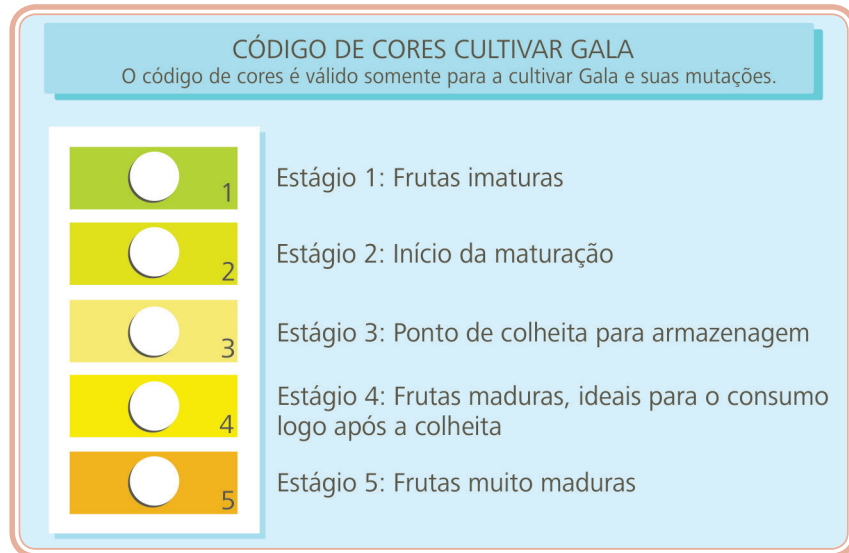 CÓDIGO DE CORES CULTIVAR GALA
O código de cores é válido somente para a cultivar Gala e suas mutações.
1 Estágio 1: Frutas imaturas
2 Estágio 2: Início da maturação
3 Estágio 3: Ponto de colheita para armazenagem
4 Estágio 4: Frutas maduras, ideais para o consumo
logo após a colheita
5 Estágio 5: Frutas muito maduras